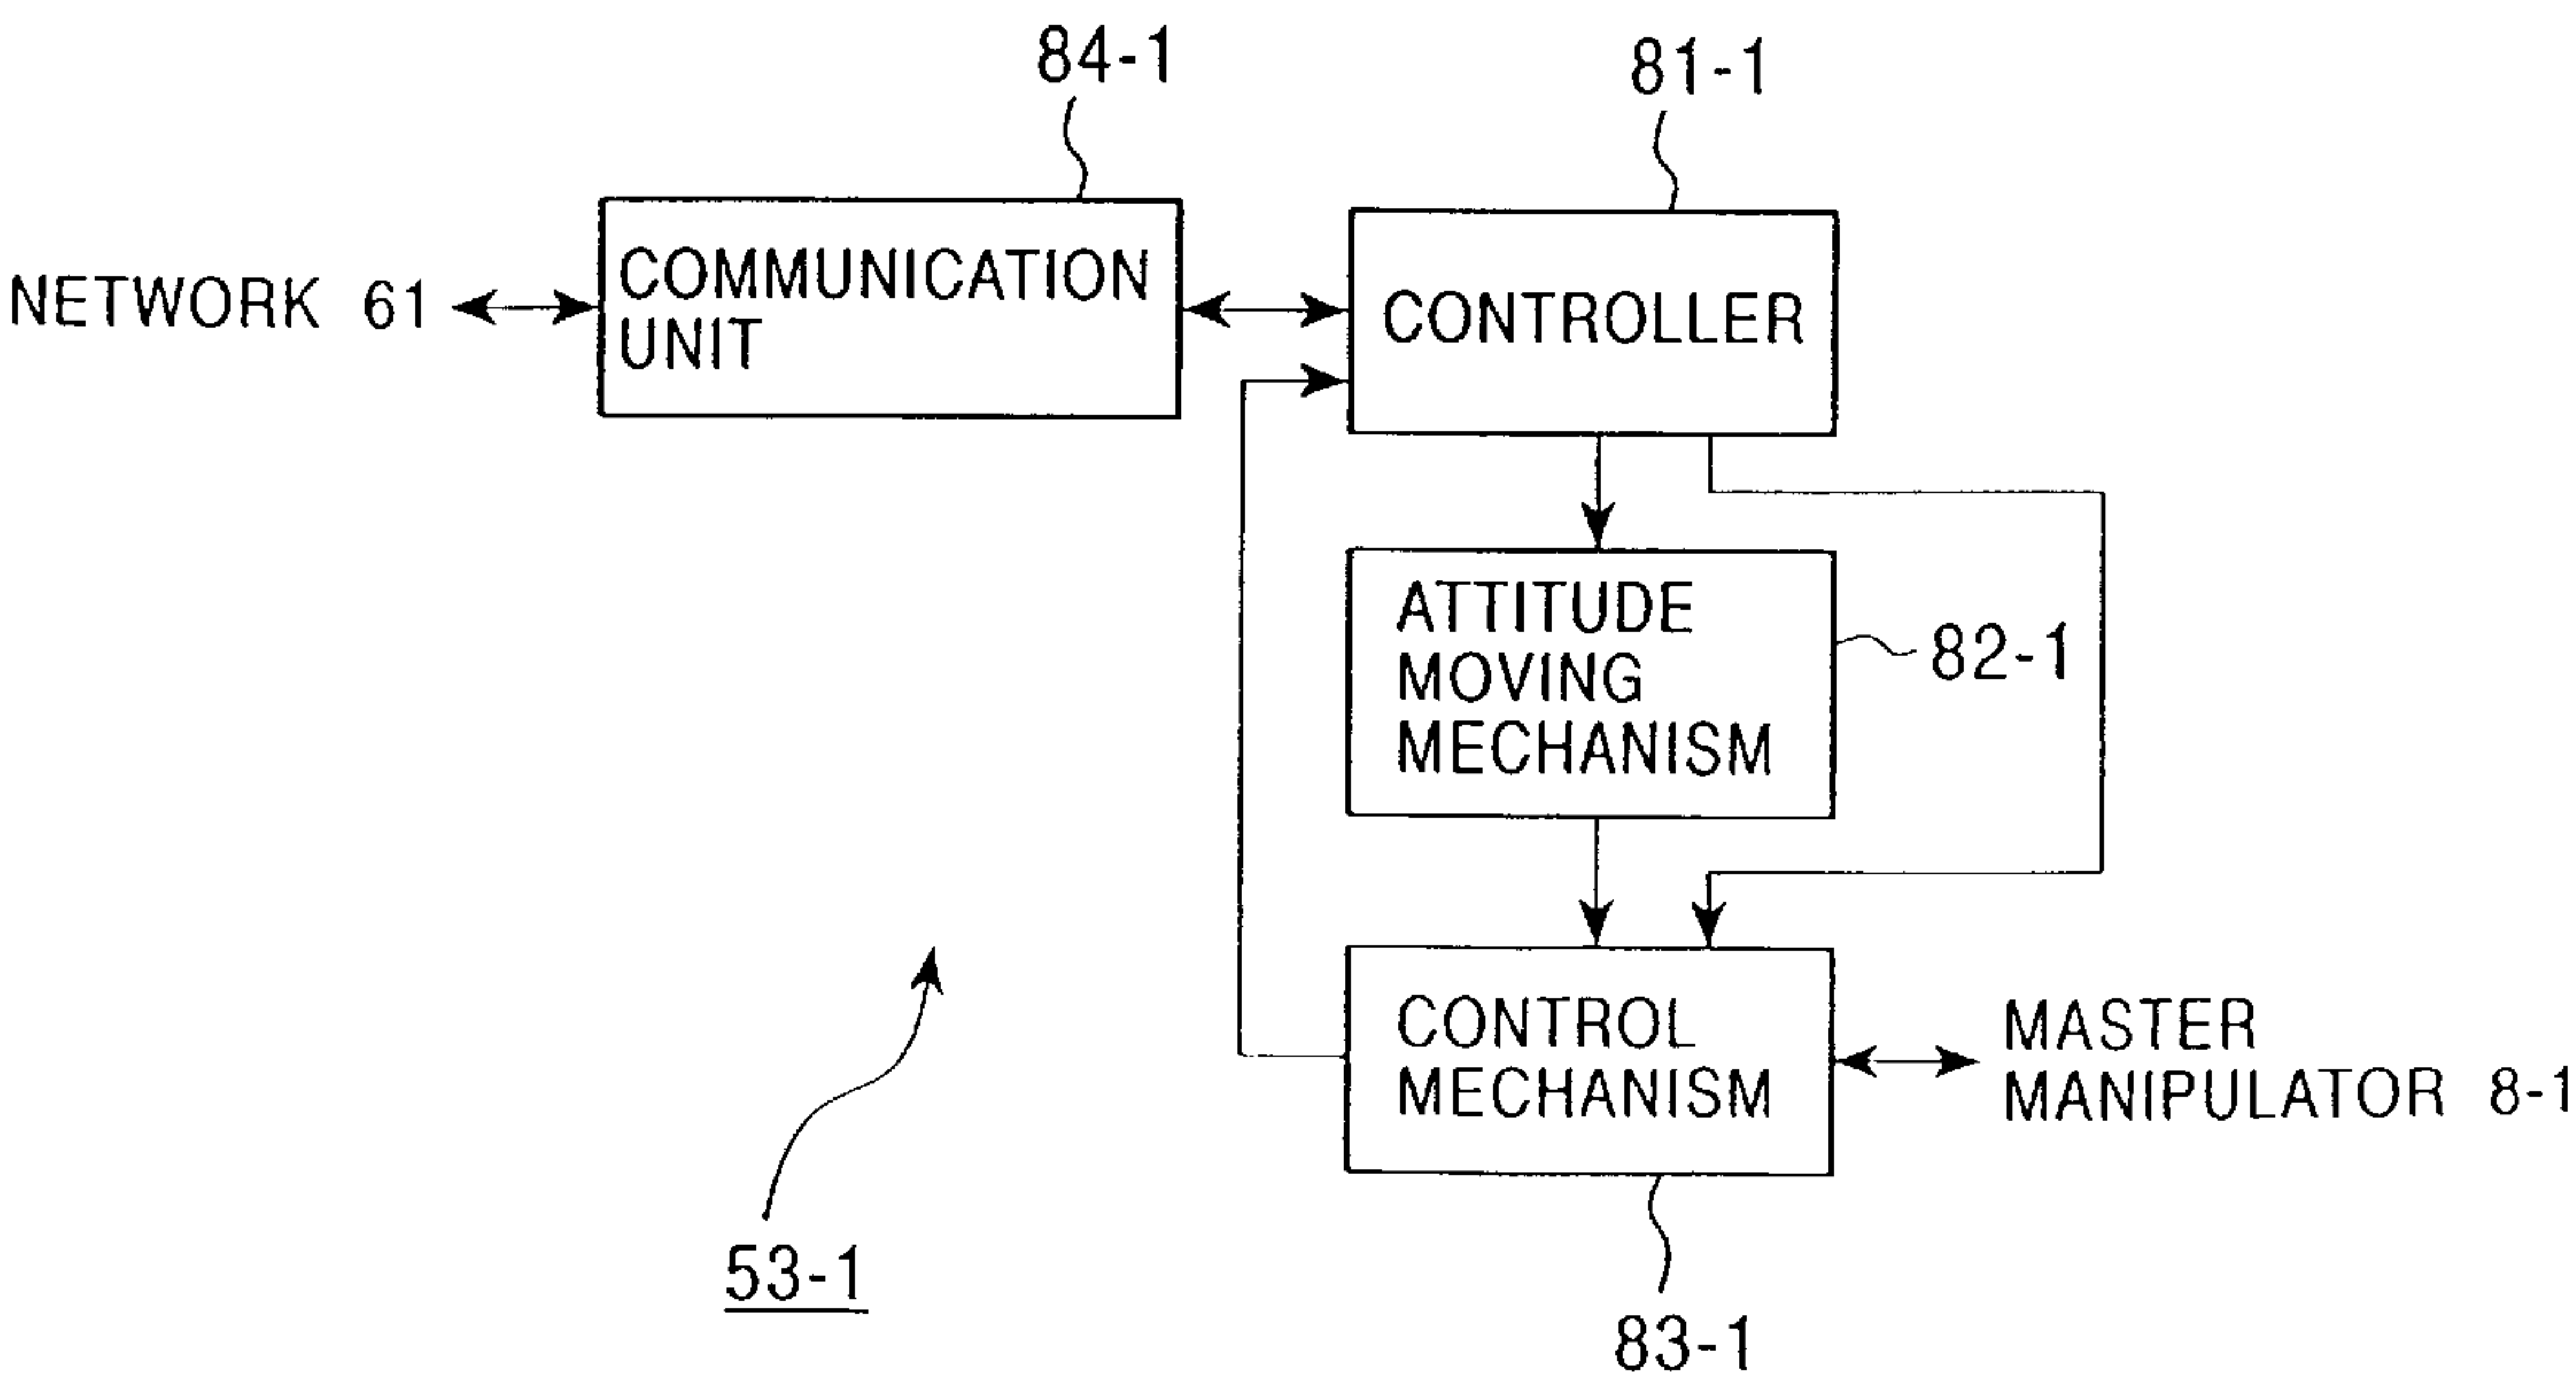 84-1
81-1
NETWORK 61
COMMUNICATION
UNIT
CONTROLLER
ATTITUDE
MOVING
MECHANISM
82-1
CONTROL
MECHANISM
MASTER
MANIPULATOR 8-1
53-1
83-1